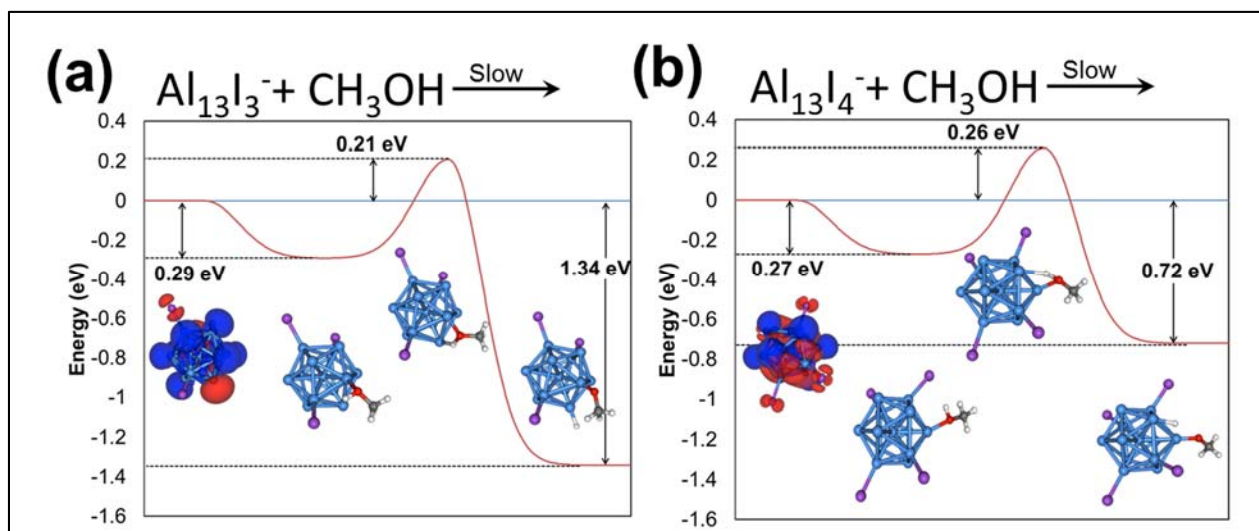 (a) Al₁₃I₃⁻ + CH₃OH Slow
0.4
0.2
0
-0.2
-0.4
-0.6
-0.8
-1
-1.2
-1.4
-1.6
Energy (eV)
0.21 eV
0.29 eV
1.34 eV
(b) Al₁₃I₄⁻ + CH₃OH Slow
0.4
0.2
0
-0.2
-0.4
-0.6
-0.8
-1
-1.2
-1.4
-1.6
Energy (eV)
0.26 eV
0.27 eV
0.72 eV